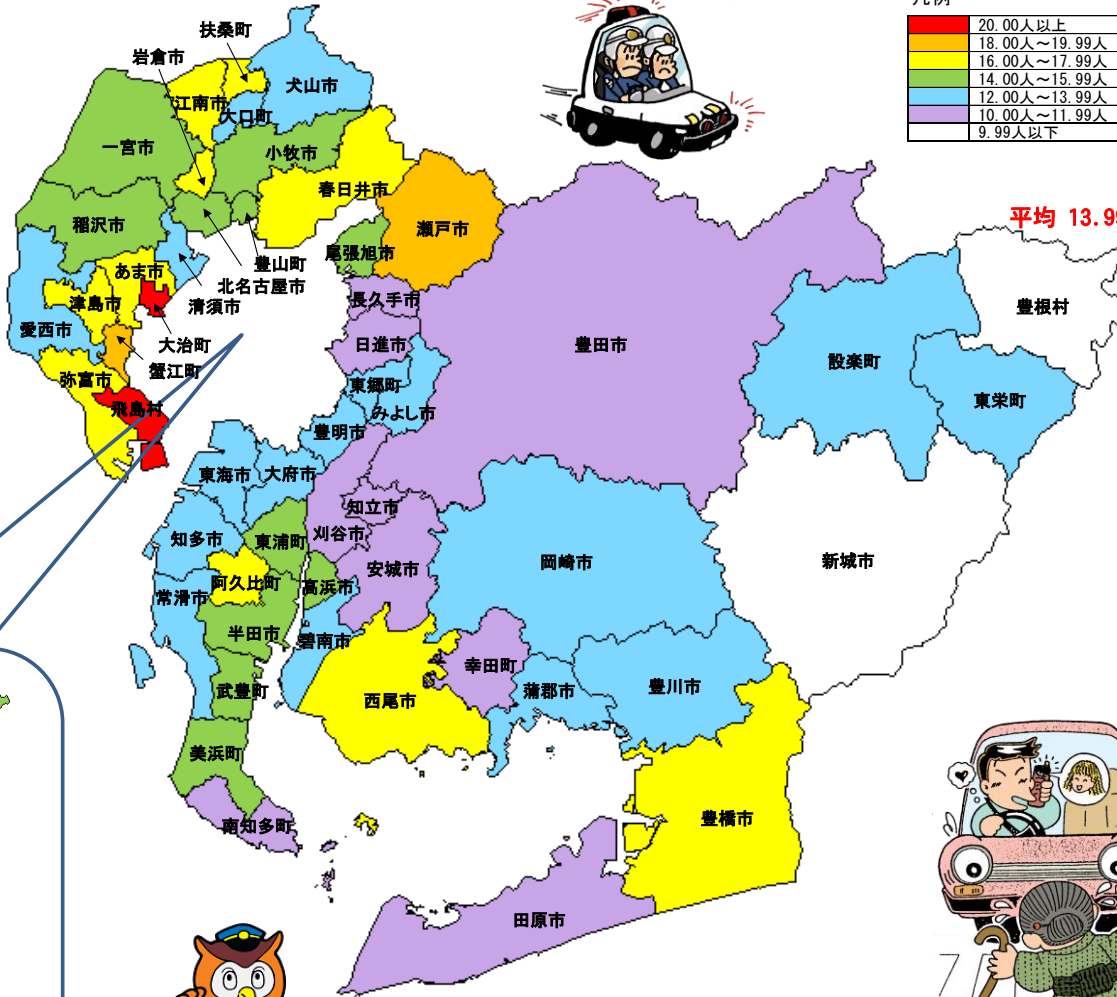 20.00人以上
18.00人～19.99人
16.00人～17.99人
14.00人～15.99人
12.00人～13.99人
10.00人～11.99人
9.99人以下
平均 13.9
扶桑町
岩倉市
犬山市
江南市
大口町
一宮市
小牧市
春日井市
稲沢市
瀬戸市
尾張旭市
豊山町
北名古屋市
清須市
あま市
津島市
愛西市
大治町
蟹江町
弥富市
飛島村
長久手市
日進市
豊田市
東郷町
みよし市
豊明市
設楽町
豊根村
東栄町
東海市
大府市
知多市
東浦町
知立市
刈谷市
安城市
岡崎市
新城市
阿久比町
高浜市
常滑市
半田市
碧南市
幸田町
蒲郡市
豊川市
武豊町
西尾市
美浜町
南知多町
豊橋市
田原市